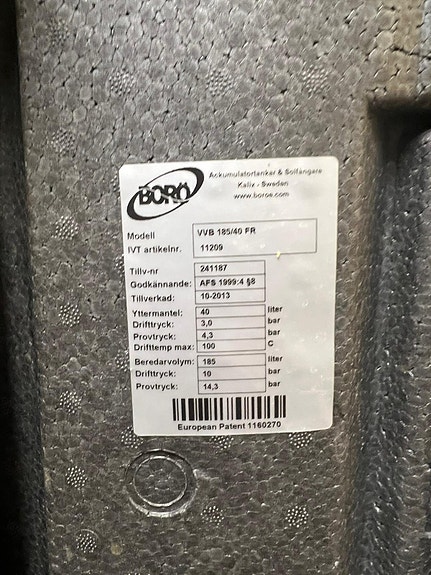 BORÖ
Ackumulatortankar & Solfångare
Kalix - Sweden
www.boroe.com
Modell VVB 185/40 FR
IVT artikelnr. 11209
Tillv-nr 241187
Godkännande: AFS 1999:4 §8
Tillverkad: 10-2013
Yttermantel: 40 liter
Drifttryck: 3,0 bar
Provtryck: 4,3 bar
Drifttemp max: 100 C
Beredarvolym: 185 liter
Drifttryck: 10 bar
Provtryck: 14,3 bar
European Patent 1160270